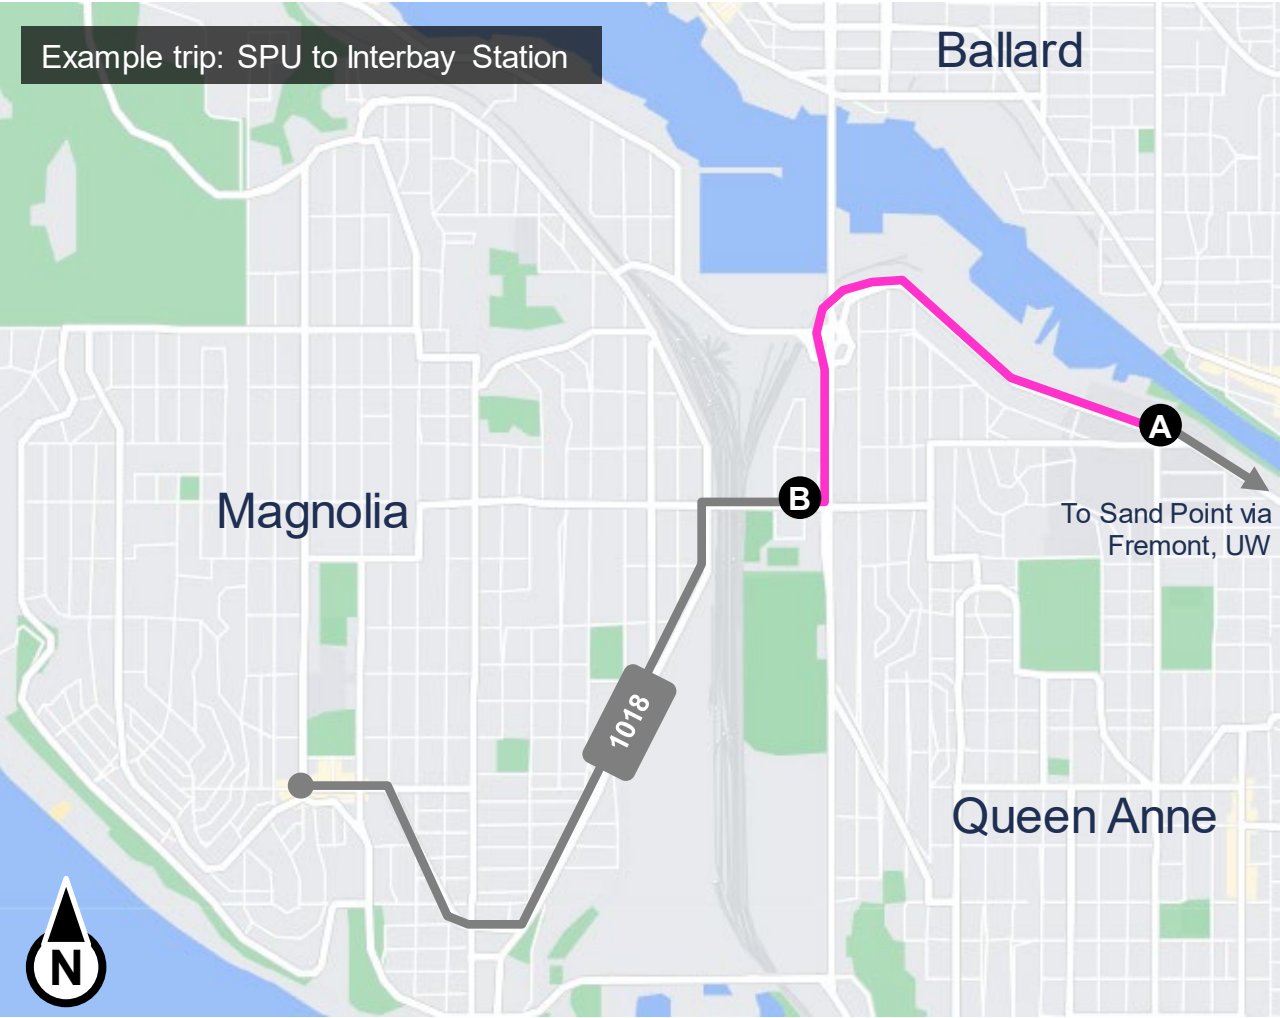 Example trip: SPU to Interbay Station
Ballard
A
B
Magnolia
To Sand Point via
Fremont, UW
1018
Queen Anne
N